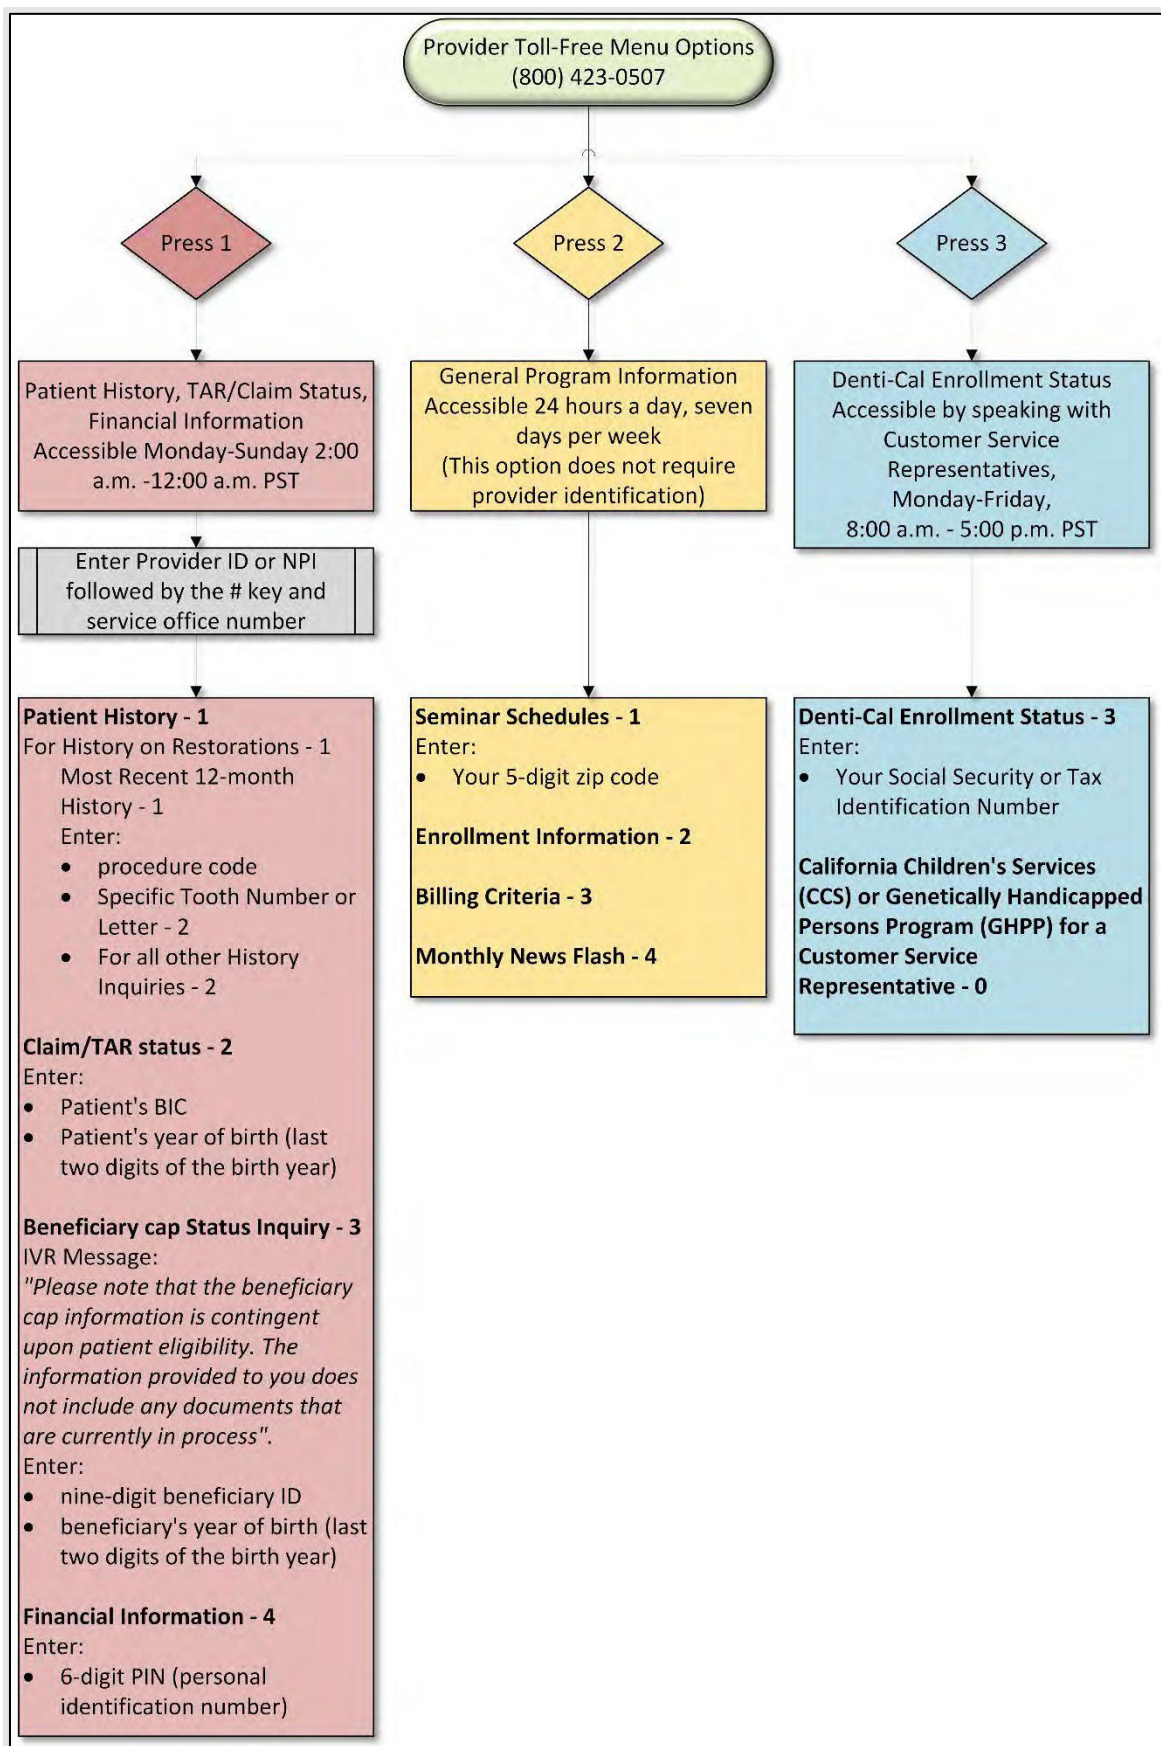 Provider Toll-Free Menu Options
(800) 423-0507
Press 1
Press 2
Press 3
Patient History, TAR/Claim Status,
Financial Information
Accessible Monday-Sunday 2:00
a.m. -12:00 a.m. PST
General Program Information
Accessible 24 hours a day, seven
days per week
(This option does not require
provider identification)
Denti-Cal Enrollment Status
Accessible by speaking with
Customer Service
Representatives,
Monday-Friday,
8:00 a.m. - 5:00 p.m. PST
Enter Provider ID or NPI
followed by the # key and
service office number
Patient History - 1
For History on Restorations - 1
Most Recent 12-month
History - 1
Enter:
• procedure code
• Specific Tooth Number or
Letter - 2
• For all other History
Inquiries - 2
Claim/TAR status - 2
Enter:
• Patient's BIC
• Patient's year of birth (last
two digits of the birth year)
Beneficiary cap Status Inquiry - 3
IVR Message:
"Please note that the beneficiary
cap information is contingent
upon patient eligibility. The
information provided to you does
not include any documents that
are currently in process".
Enter:
• nine-digit beneficiary ID
• beneficiary's year of birth (last
two digits of the birth year)
Financial Information - 4
Enter:
• 6-digit PIN (personal
identification number)
Seminar Schedules - 1
Enter:
• Your 5-digit zip code
Enrollment Information - 2
Billing Criteria - 3
Monthly News Flash - 4
Denti-Cal Enrollment Status - 3
Enter:
• Your Social Security or Tax
Identification Number
California Children's Services
(CCS) or Genetically Handicapped
Persons Program (GHPP) for a
Customer Service
Representative - 0